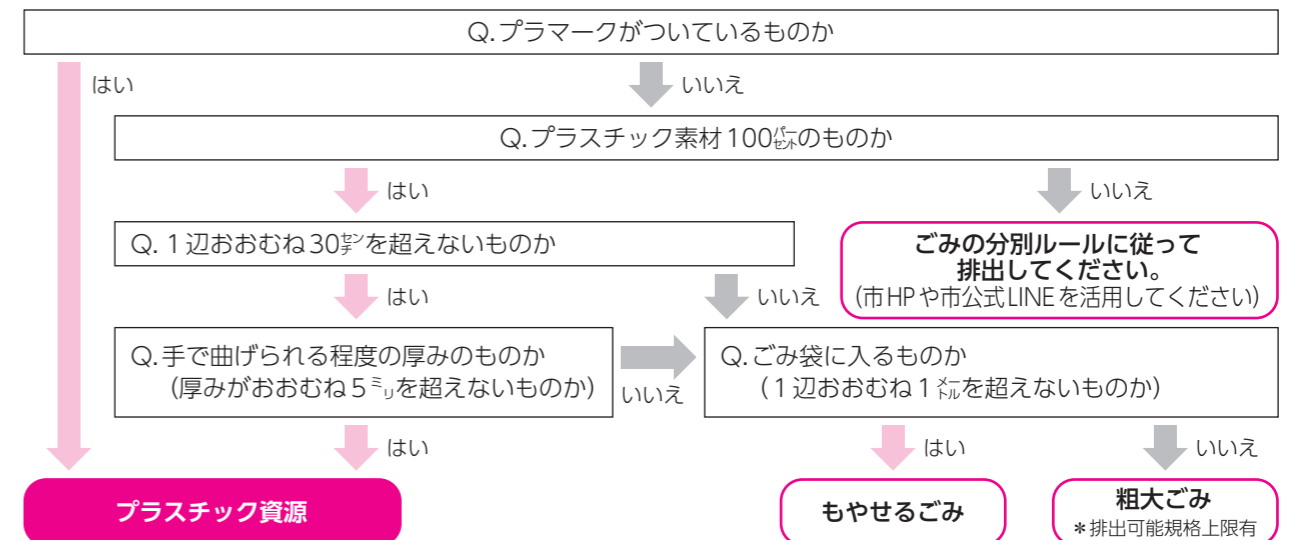 Q.プラマークがついているものか
はい
いいえ
Q.プラスチック素材100パーセントのものか
はい
いいえ
Q.1辺おおむね30センチを超えないものか
ごみの分別ルールに従って
排出してください。
(市HPや市公式LINEを活用してください)
はい
いいえ
Q.手で曲げられる程度の厚みのものか
(厚みがおおむね5ミリを超えないものか)
いいえ
Q.ごみ袋に入るものか
(1辺おおむね1メートルを超えないものか)
はい
はい
いいえ
プラスチック資源
もやせるごみ
粗大ごみ
*排出可能規格上限有